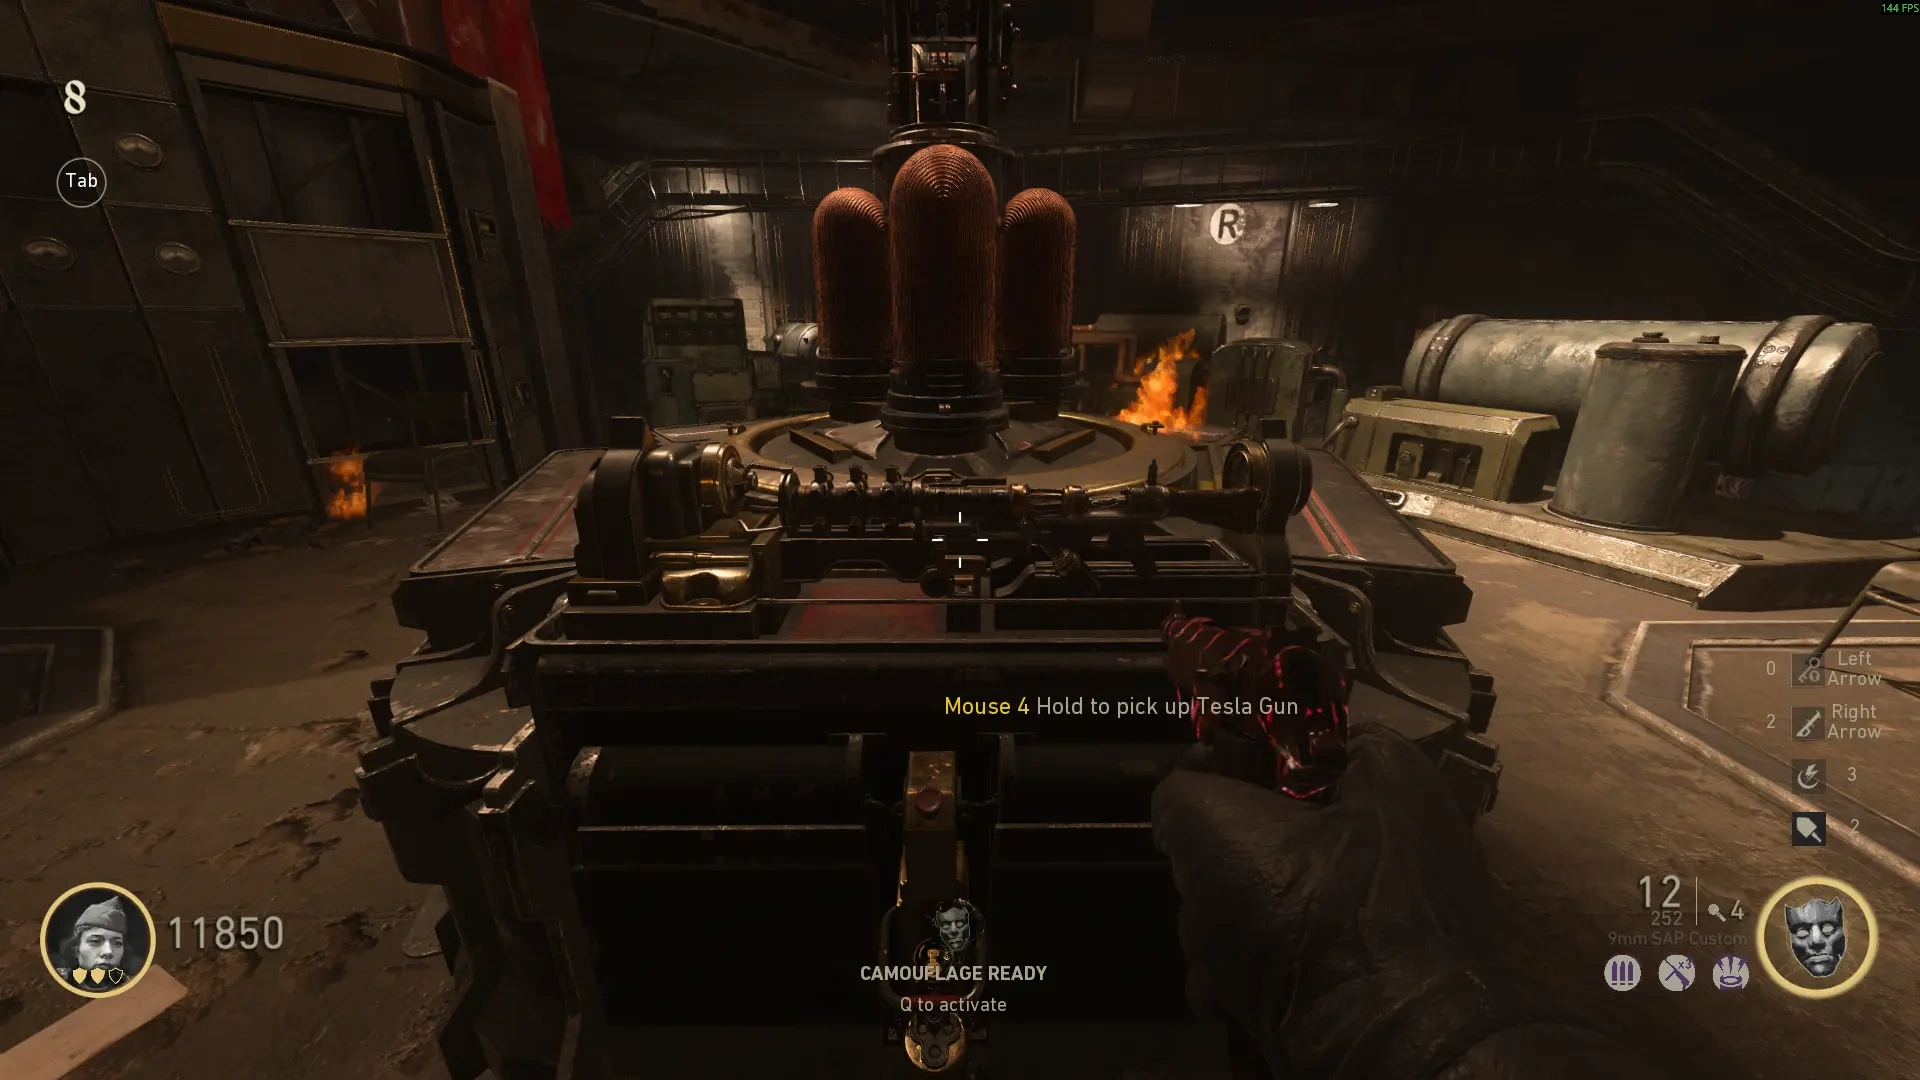 144 FPS
8
Tab
R
Mouse 4 Hold to pick up Tesla Gun
0 Left Arrow
2 Right Arrow
3
2
11850
CAMOUFLAGE READY
Q to activate
12
252
4
9mm SAP Custom
x3